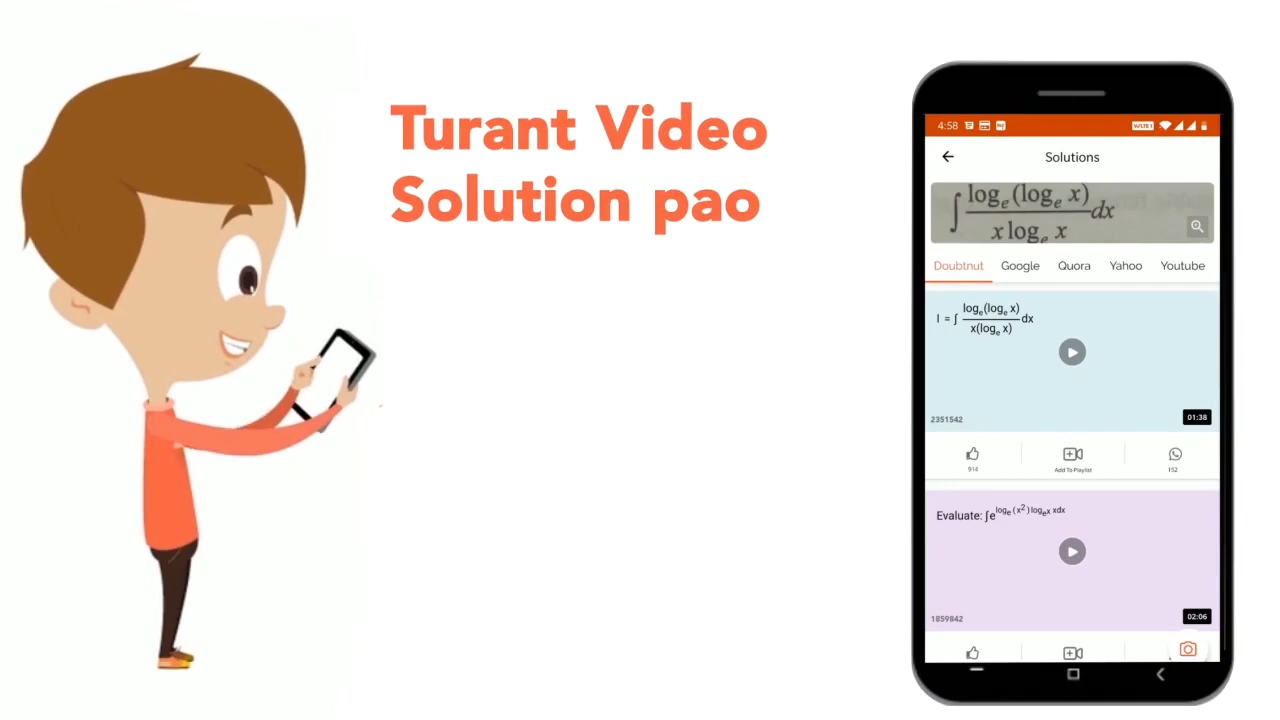 Turant Video
Solution pao
4:58
VoLTE1
Solutions
∫ logₑ(logₑ x) / x logₑ x dx
Doubtnut Google Quora Yahoo Youtube
I = ∫ logₑ(logₑ x) / x(logₑ x) dx
2351542 01:38
914 Add To Playlist 152
Evaluate: ∫e^logₑ(x²)logₑx xdx
1859842 02:06